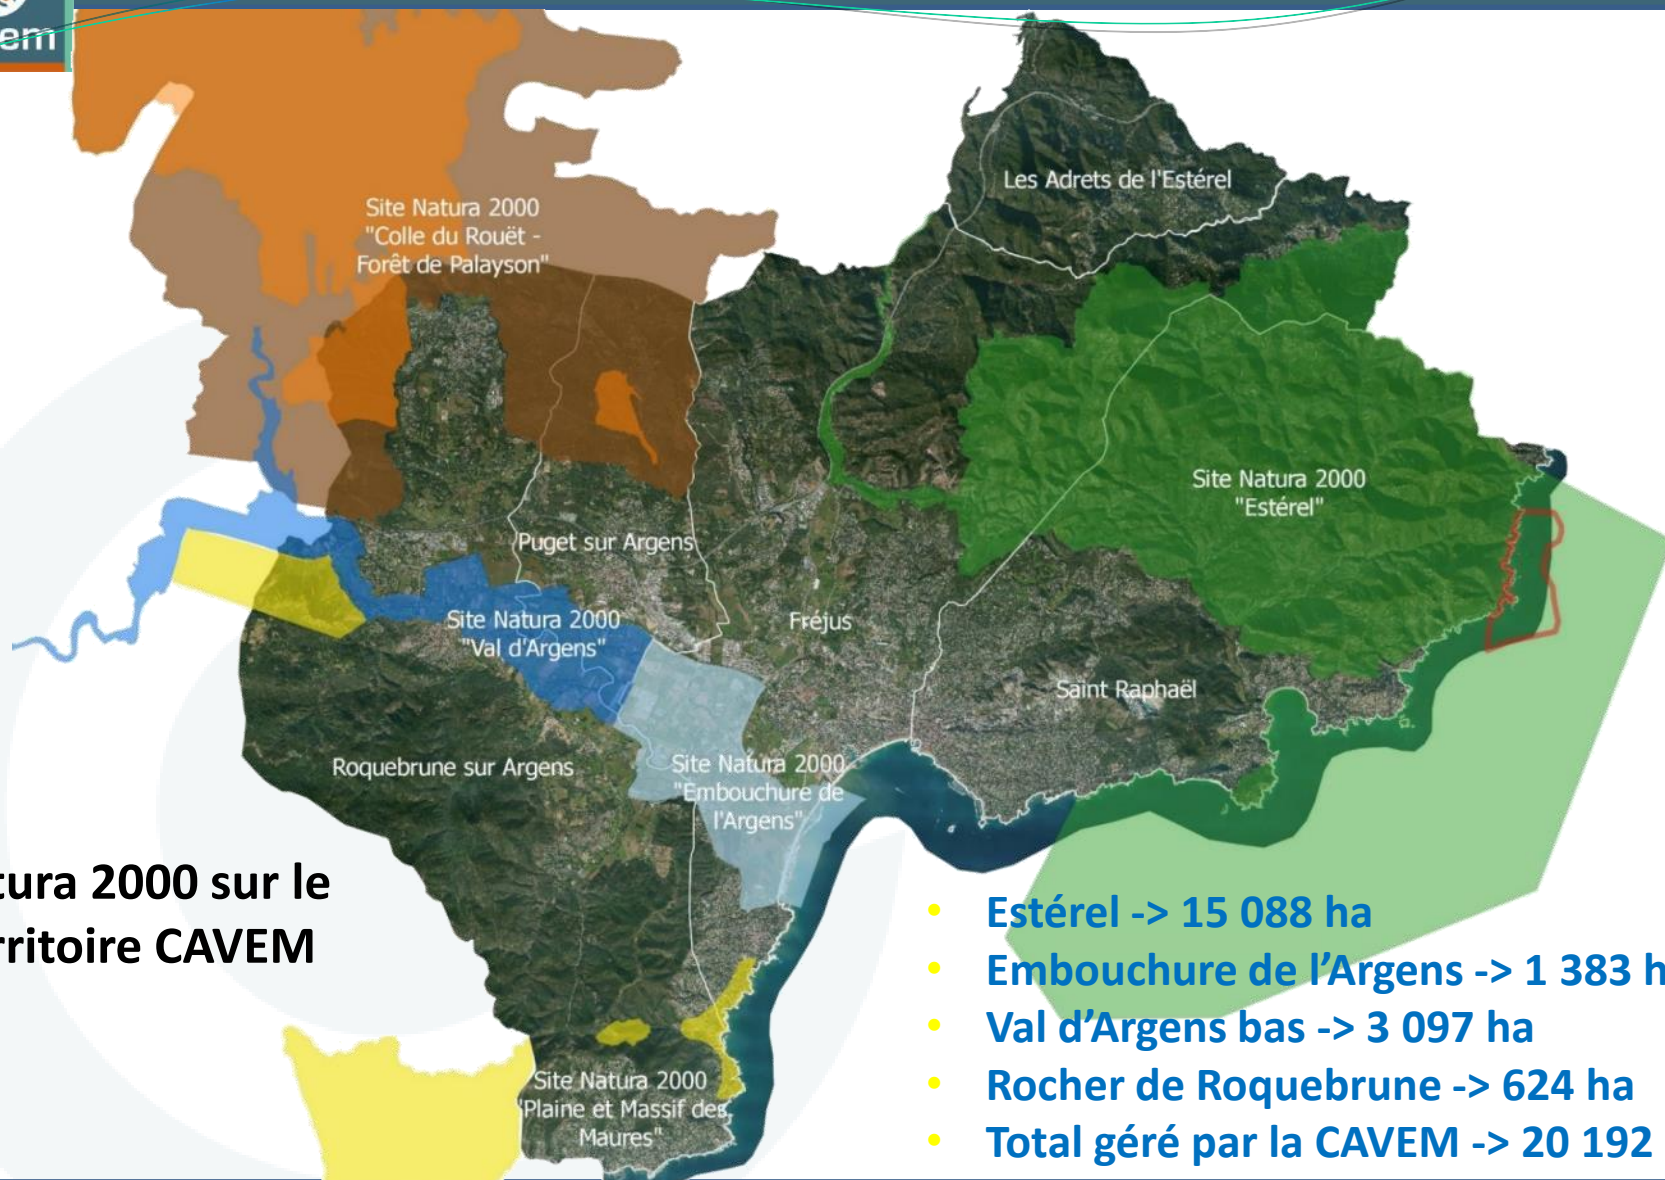 em
Les Adrets de l'Estérel
Site Natura 2000
"Colle du Rouët -
Forêt de Palayson"
Site Natura 2000
"Estérel"
Puget sur Argens
Site Natura 2000
"Val d'Argens"
Fréjus
Saint Raphaël
Roquebrune sur Argens
Site Natura 2000
"Embouchure de
l'Argens"
tura 2000 sur le
rritoire CAVEM
Site Natura 2000
"Plaine et Massif des
Maures"
• Estérel -> 15 088 ha
• Embouchure de l’Argens -> 1 383 h
• Val d’Argens bas -> 3 097 ha
• Rocher de Roquebrune -> 624 ha
• Total géré par la CAVEM -> 20 192